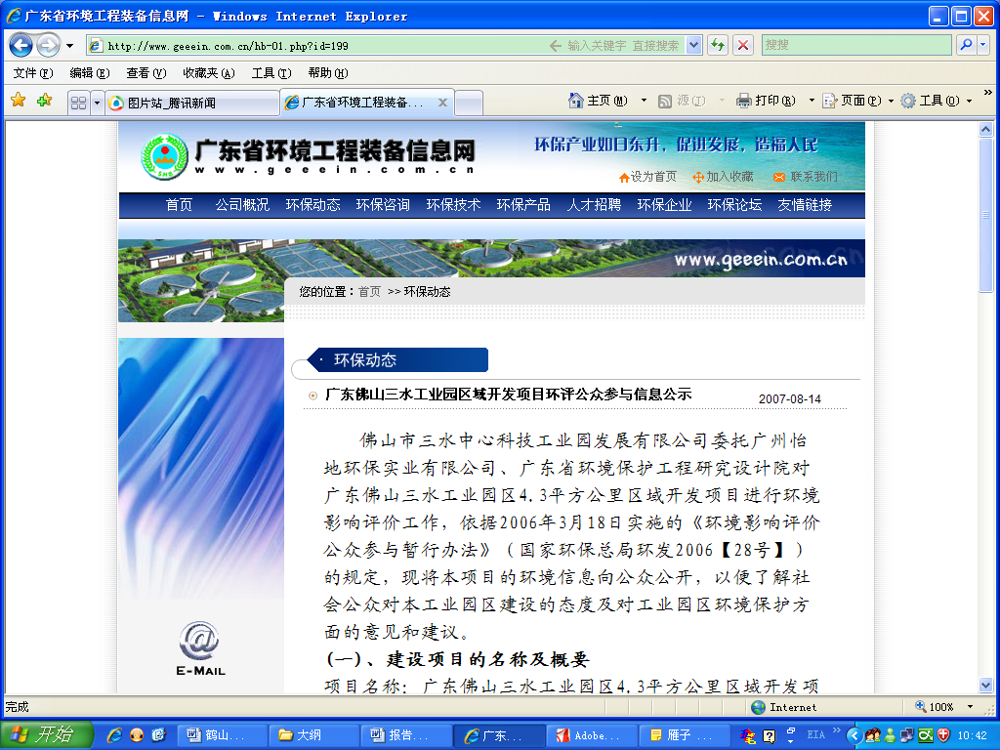 广东省环境工程装备信息网 - Windows Internet Explorer
http://www.geeein.com.cn/hb-01.php?id=199
输入关键字 直接搜索
搜搜
文件(F) 编辑(E) 查看(V) 收藏夹(A) 工具(T) 帮助(H)
图片站_腾讯新闻
广东省环境工程装备...
主页(M) 源(J) 打印(R) 页面(P) 工具(O)
广东省环境工程装备信息网
www.geeein.com.cn
环保产业如日东升，促进发展，造福人民
设为首页 加入收藏 联系我们
首页 公司概况 环保动态 环保咨询 环保技术 环保产品 人才招聘 环保企业 环保论坛 友情链接
www.geeein.com.cn
您的位置：首页 >> 环保动态
· 环保动态
广东佛山三水工业园区域开发项目环评公众参与信息公示
2007-08-14
佛山市三水中心科技工业园发展有限公司委托广州怡
地环保实业有限公司、广东省环境保护工程研究设计院对
广东佛山三水工业园区4.3平方公里区域开发项目进行环境
影响评价工作，依据2006年3月18日实施的《环境影响评价
公众参与暂行办法》（国家环保总局环发2006【28号】）
的规定，现将本项目的环境信息向公众公开，以便了解社
会公众对本工业园区建设的态度及对工业园区环境保护方
面的意见和建议。
(一)、建设项目的名称及概要
项目名称：广东佛山三水工业园区4.3平方公里区域开发项
E-MAIL
完成
Internet
100%
开始
鹤山...
大纲
报告...
广东...
Adobe...
雁子 ...
EIA
10:42